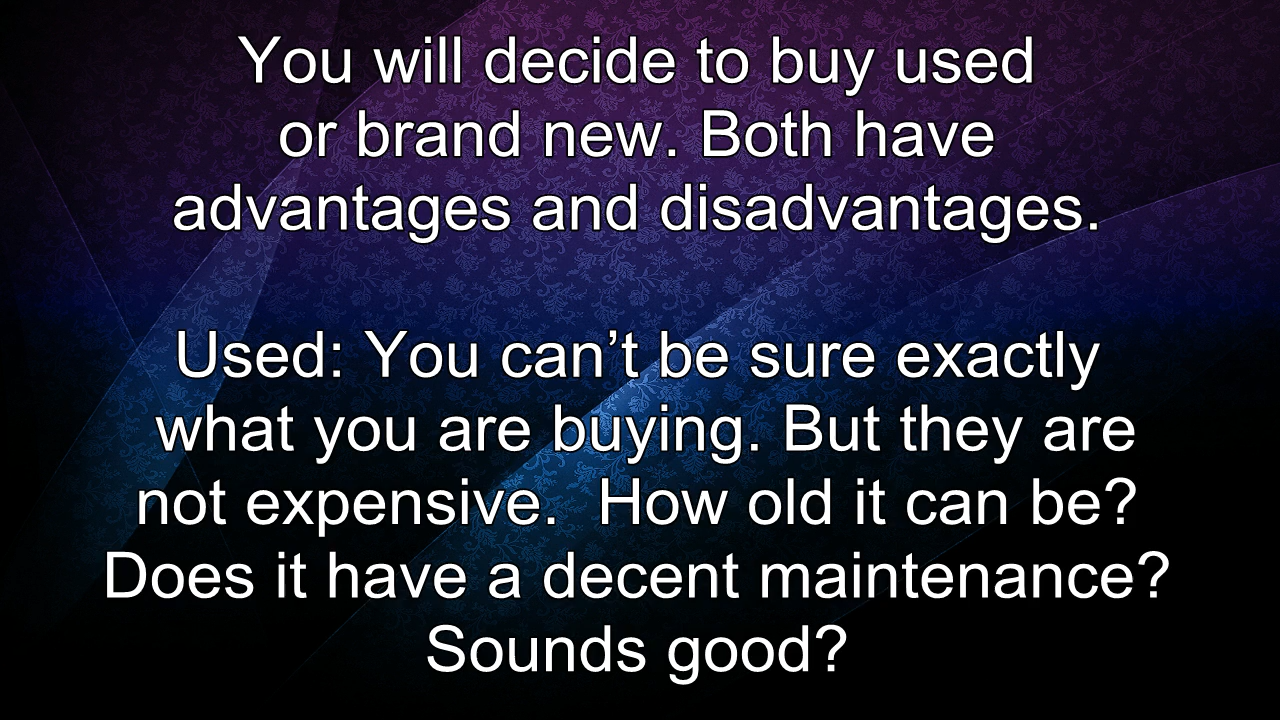 You will decide to buy used
or brand new. Both have
advantages and disadvantages.
Used: You can’t be sure exactly
what you are buying. But they are
not expensive.  How old it can be?
Does it have a decent maintenance?
Sounds good?